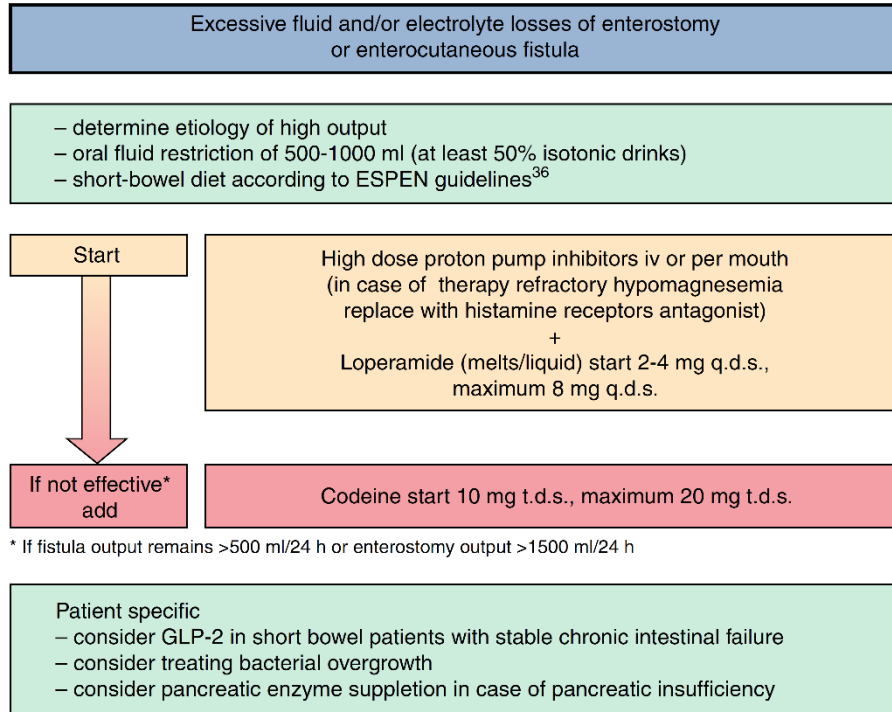 Excessive fluid and/or electrolyte losses of enterostomy
or enterocutaneous fistula
– determine etiology of high output
– oral fluid restriction of 500-1000 ml (at least 50% isotonic drinks)
– short-bowel diet according to ESPEN guidelines36
Start
High dose proton pump inhibitors iv or per mouth
(in case of therapy refractory hypomagnesemia
replace with histamine receptors antagonist)
+
Loperamide (melts/liquid) start 2-4 mg q.d.s.,
maximum 8 mg q.d.s.
If not effective*
add
Codeine start 10 mg t.d.s., maximum 20 mg t.d.s.
* If fistula output remains >500 ml/24 h or enterostomy output >1500 ml/24 h
Patient specific
– consider GLP-2 in short bowel patients with stable chronic intestinal failure
– consider treating bacterial overgrowth
– consider pancreatic enzyme suppletion in case of pancreatic insufficiency